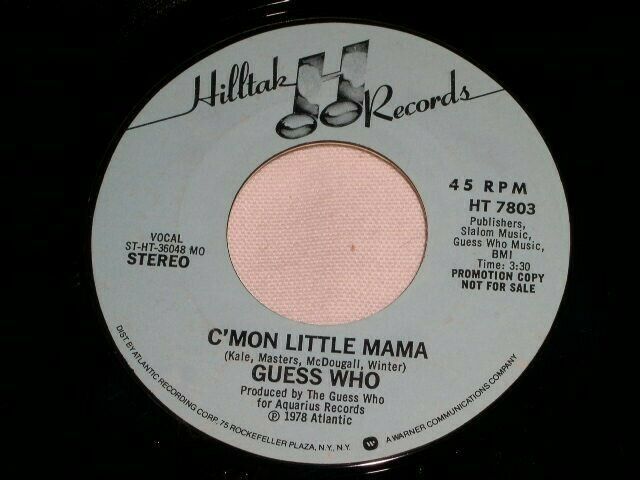 Hilltak Records
45 RPM
HT 7803
Publishers,
Slalom Music,
Guess Who Music,
BMI
Time: 3:30
PROMOTION COPY
NOT FOR SALE
VOCAL
ST-HT-36048 MO
STEREO
C'MON LITTLE MAMA
(Kale, Masters, McDougall, Winter)
GUESS WHO
Produced by The Guess Who
for Aquarius Records
℗ 1978 Atlantic
DIST BY ATLANTIC RECORDING CORP. 75 ROCKEFELLER PLAZA, N.Y. N.Y. W A WARNER COMMUNICATIONS COMPANY